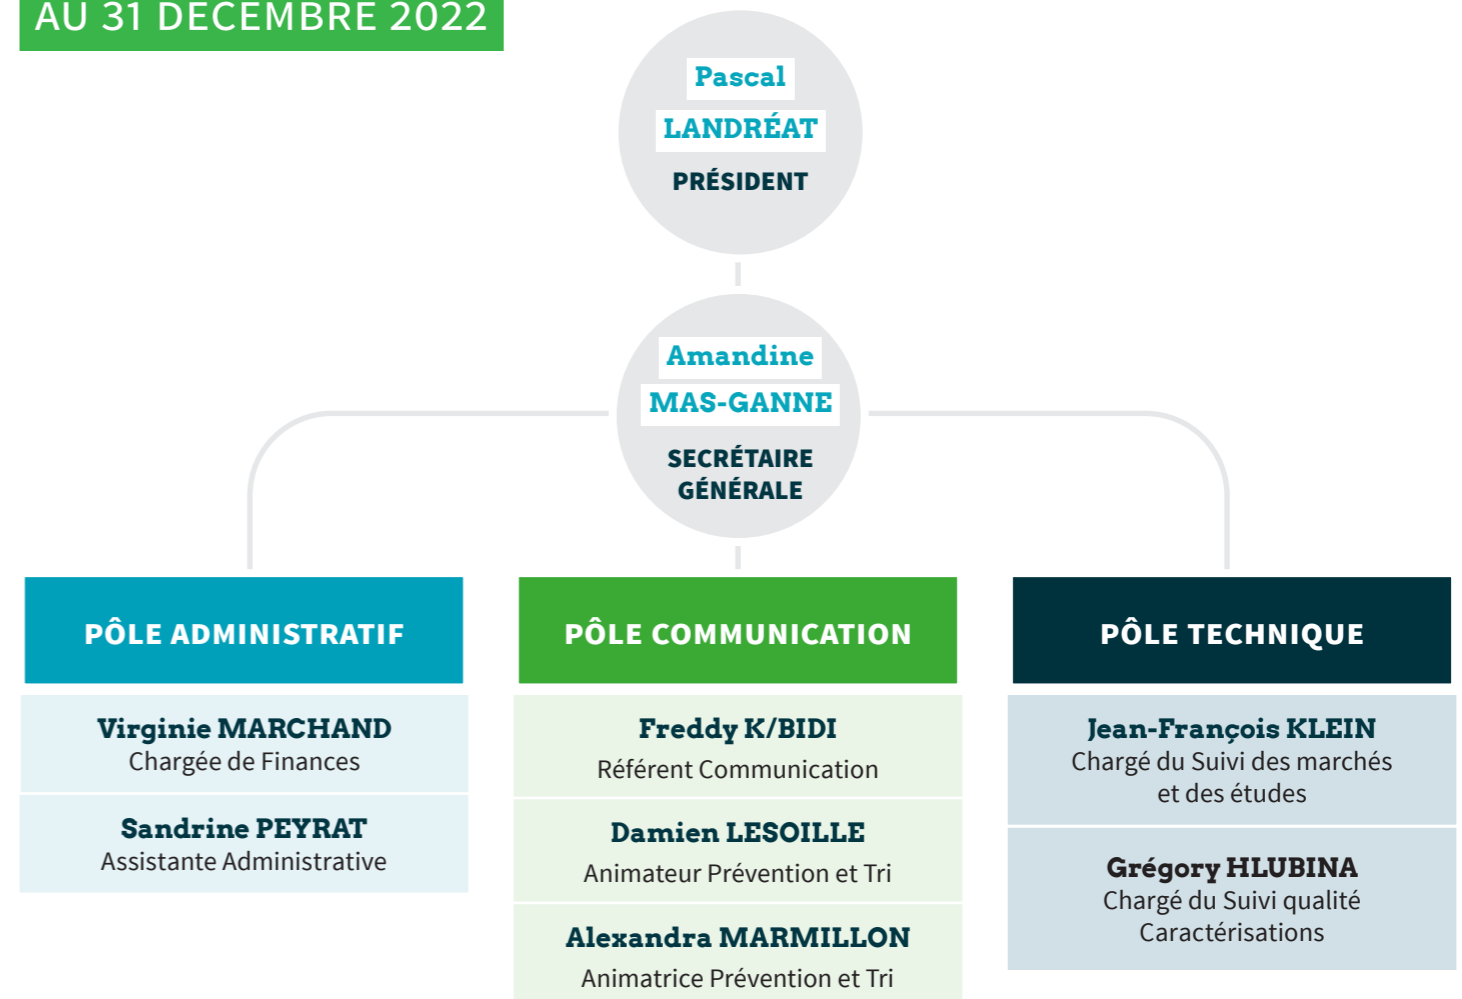 AU 31 DÉCEMBRE 2022
Pascal
LANDRÉAT
PRÉSIDENT
Amandine
MAS-GANNE
SECRÉTAIRE
GÉNÉRALE
PÔLE ADMINISTRATIF
Virginie MARCHAND
Chargée de Finances
Sandrine PEYRAT
Assistante Administrative
PÔLE COMMUNICATION
Freddy K/BIDI
Référent Communication
Damien LESOILLE
Animateur Prévention et Tri
Alexandra MARMILLON
Animatrice Prévention et Tri
PÔLE TECHNIQUE
Jean-François KLEIN
Chargé du Suivi des marchés
et des études
Grégory HLUBINA
Chargé du Suivi qualité
Caractérisations